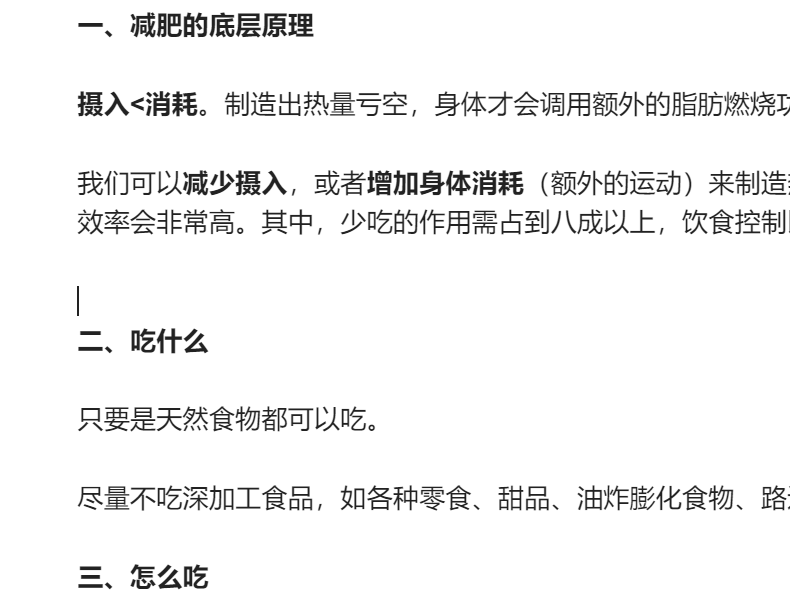 一、减肥的底层原理
摄入<消耗。制造出热量亏空，身体才会调用额外的脂肪燃烧
我们可以减少摄入，或者增加身体消耗（额外的运动）来制造
效率会非常高。其中，少吃的作用需占到八成以上，饮食控制
二、吃什么
只要是天然食物都可以吃。
尽量不吃深加工食品，如各种零食、甜品、油炸膨化食物、路
三、怎么吃